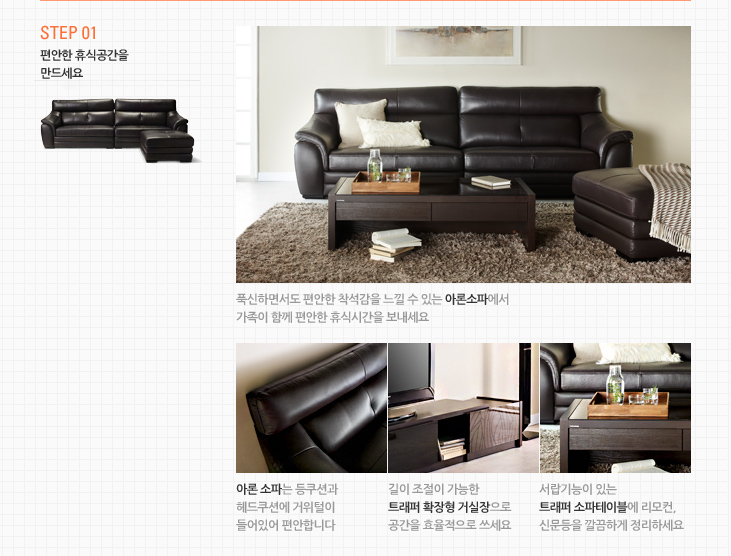 STEP 01
편안한 휴식공간을
만드세요
푹신하면서도 편안한 착석감을 느낄 수 있는 아론소파에서
가족이 함께 편안한 휴식시간을 보내세요
아론 소파는 등쿠션과
헤드쿠션에 거위털이
들어있어 편안합니다
길이 조절이 가능한
트래퍼 확장형 거실장으로
공간을 효율적으로 쓰세요
서랍기능이 있는
트래퍼 소파테이블에 리모컨,
신문등을 깔끔하게 정리하세요